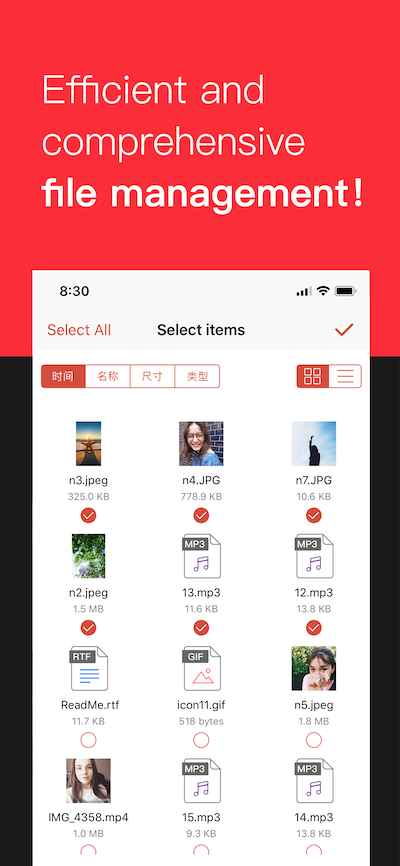 Efficient and
comprehensive
file management!
8:30
Select All Select items
时间 名称 尺寸 类型
n3.jpeg n4.JPG n7.JPG
325.0 KB 778.9 KB 10.6 KB
MP3 MP3
n2.jpeg 13.mp3 12.mp3
1.5 MB 11.6 KB 13.8 KB
RTF GIF
ReadMe.rtf icon11.gif n5.jpeg
11.7 KB 518 bytes 1.8 MB
MP3 MP3
IMG_4358.mp4 15.mp3 14.mp3
1.0 MB 9.3 KB 13.8 KB